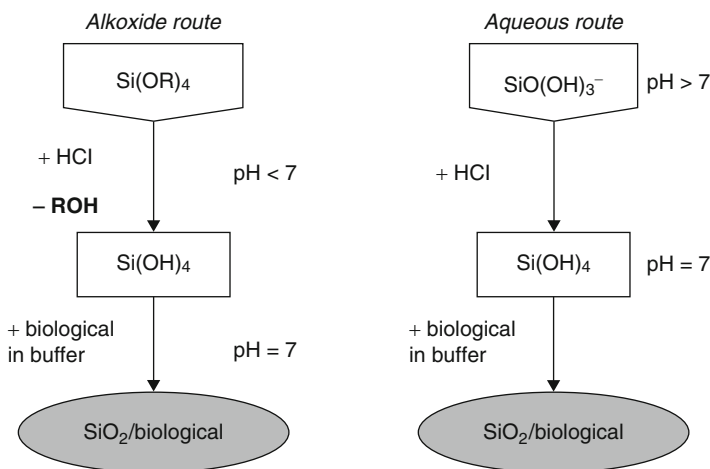 Alkoxide route
Si(OR)₄
+ HCl
– ROH
pH < 7
Si(OH)₄
+ biological
in buffer
pH = 7
SiO₂/biological
Aqueous route
SiO(OH)₃⁻
pH > 7
+ HCl
Si(OH)₄
pH = 7
+ biological
in buffer
SiO₂/biological